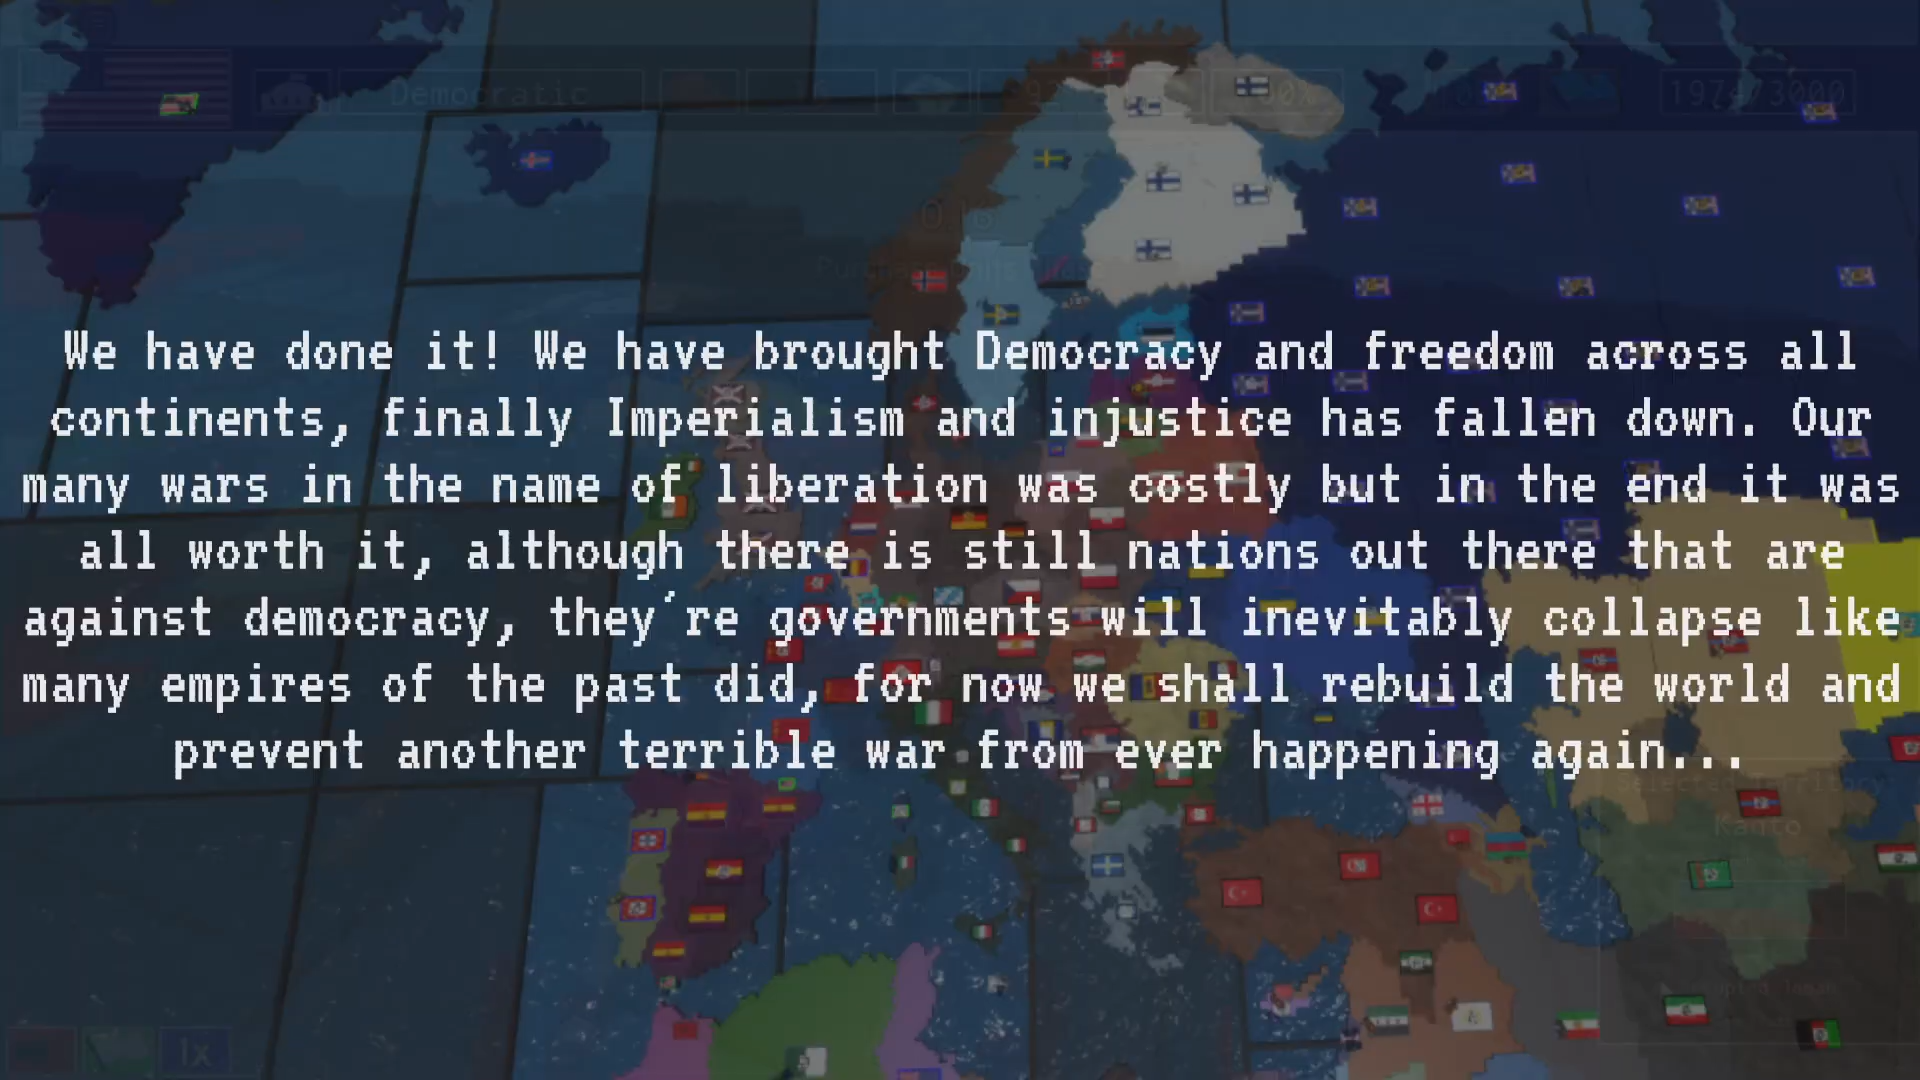 Democratic
We have done it! We have brought Democracy and freedom across all
continents, finally Imperialism and injustice has fallen down. Our
many wars in the name of liberation was costly but in the end it was
all worth it, although there is still nations out there that are
against democracy, they´re governments will inevitably collapse like
many empires of the past did, for now we shall rebuild the world and
prevent another terrible war from ever happening again...
Kanto
1x